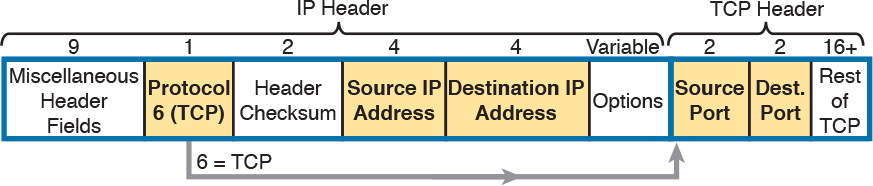 IP Header
TCP Header
9
1
2
4
4
Variable
2
2
16+
Miscellaneous
Header
Fields
Protocol
6 (TCP)
Header
Checksum
Source IP
Address
Destination IP
Address
Options
Source
Port
Dest.
Port
Rest
of
TCP
6 = TCP